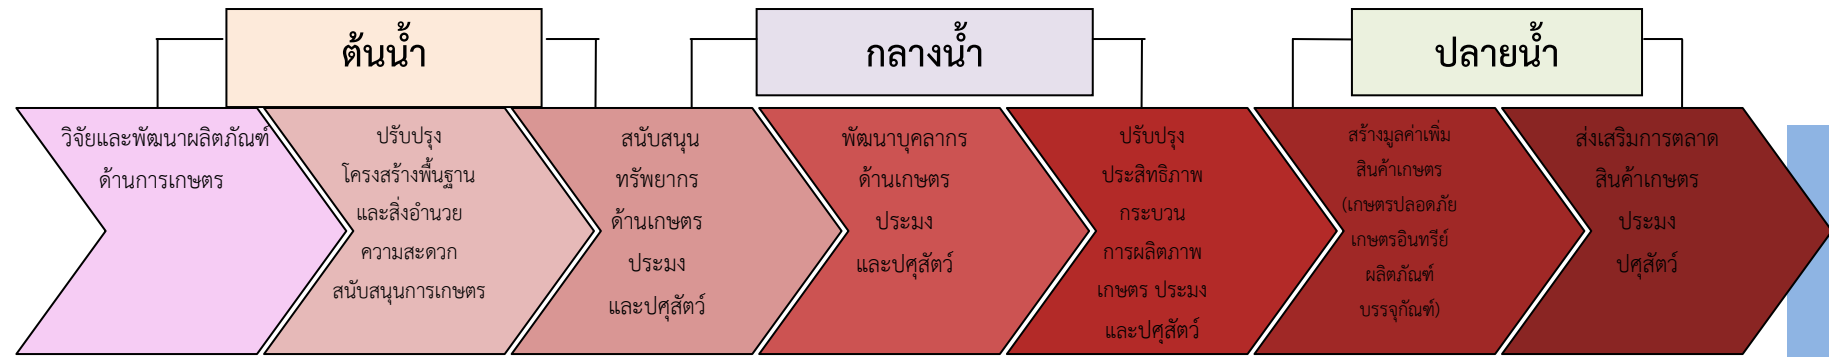 ต้นน้ำ
กลางน้ำ
ปลายน้ำ
วิจัยและพัฒนาผลิตภัณฑ์
ด้านการเกษตร
ปรับปรุง
โครงสร้างพื้นฐาน
และสิ่งอำนวย
ความสะดวก
สนับสนุนการเกษตร
สนับสนุน
ทรัพยากร
ด้านเกษตร
ประมง
และปศุสัตว์
พัฒนาบุคลากร
ด้านเกษตร
ประมง
และปศุสัตว์
ปรับปรุง
ประสิทธิภาพ
กระบวน
การผลิตภาพ
เกษตร ประมง
และปศุสัตว์
สร้างมูลค่าเพิ่ม
สินค้าเกษตร
(เกษตรปลอดภัย
เกษตรอินทรีย์
ผลิตภัณฑ์
บรรจุภัณฑ์)
ส่งเสริมการตลาด
สินค้าเกษตร
ประมง
ปศุสัตว์